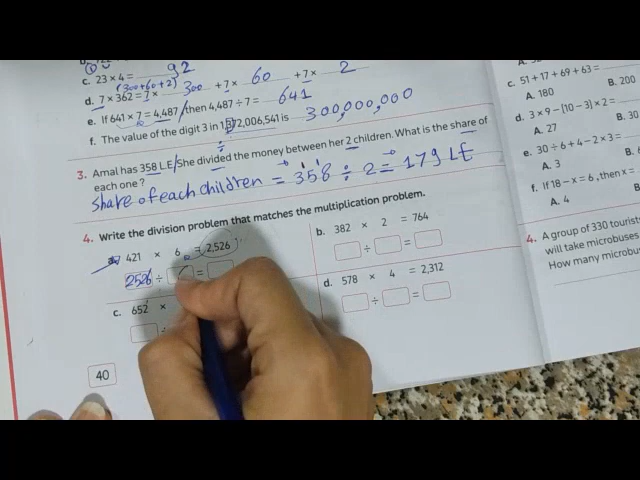 c. 23 × 4 = 92
(300+60+2)
d. 7 × 362 = 7 × 300 + 7 × 60 + 7 × 2
e. If 641 × 7 = 4,487, then 4,487 ÷ 7 = 641
f. The value of the digit 3 in 1,372,006,541 is 300,000,000
3. Amal has 358 LE. She divided the money between her 2 children. What is the share of
each one ?
share of each children = 358 ÷ 2 = 179 LE
4. Write the division problem that matches the multiplication problem.
421 × 6 = 2,526
2526 ÷ 6 =
b. 382 × 2 = 764
÷ =
c. 652 ×
d. 578 × 4 = 2,312
÷ =
40
c. 51 + 17 + 69 + 63 =
A. 180 B. 200
d. 3 × 9 – [10 – 3] × 2 =
A. 27 B. 30
e. 30 ÷ 6 + 4 – 2 × 3 =
A. 3 B.
f. If 18 – x = 6, then x =
A. 4 B
4. A group of 330 tourists
will take microbuses
How many microbuses